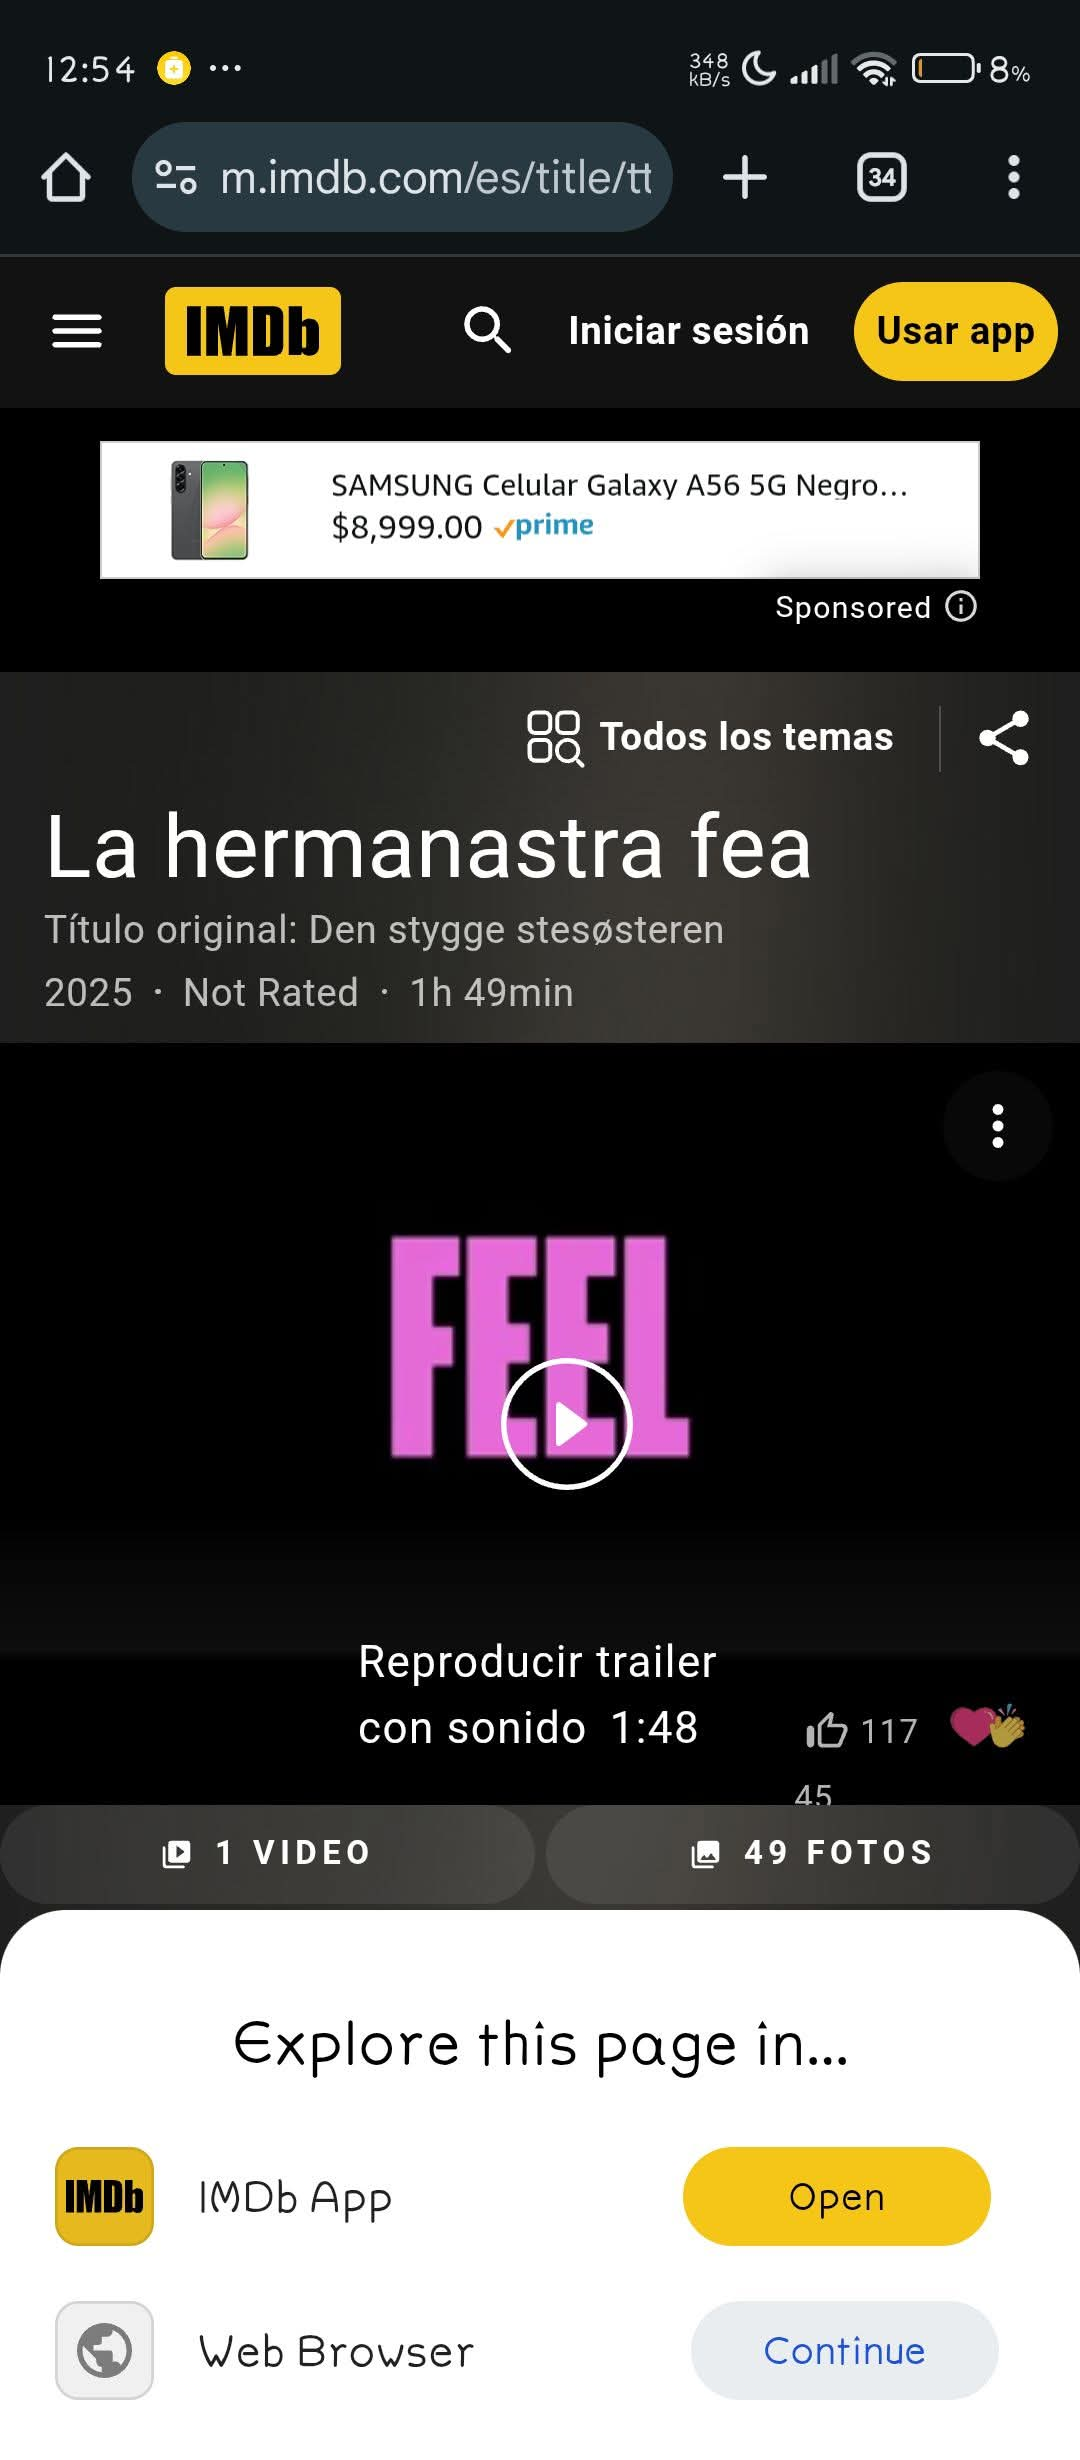 12:54 ... 348 kB/s 8%
m.imdb.com/es/title/tt
34
IMDb Iniciar sesión Usar app
SAMSUNG Celular Galaxy A56 5G Negro...
$8,999.00 prime
Sponsored
Todos los temas
La hermanastra fea
Título original: Den stygge stesøsteren
2025 · Not Rated · 1h 49min
FEEL
Reproducir trailer
con sonido 1:48
117
45
1 VIDEO
49 FOTOS
Explore this page in...
IMDb IMDb App Open
Web Browser Continue